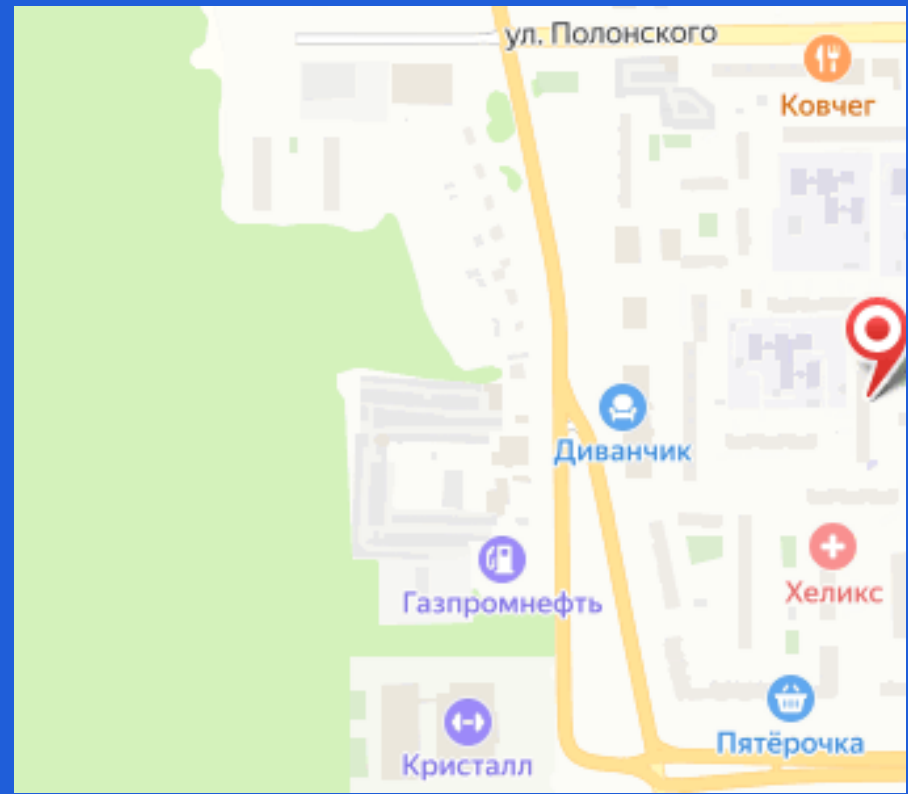 ул. Полонского
Ковчег
Диванчик
Газпромнефть
Хеликс
Пятёрочка
Кристалл